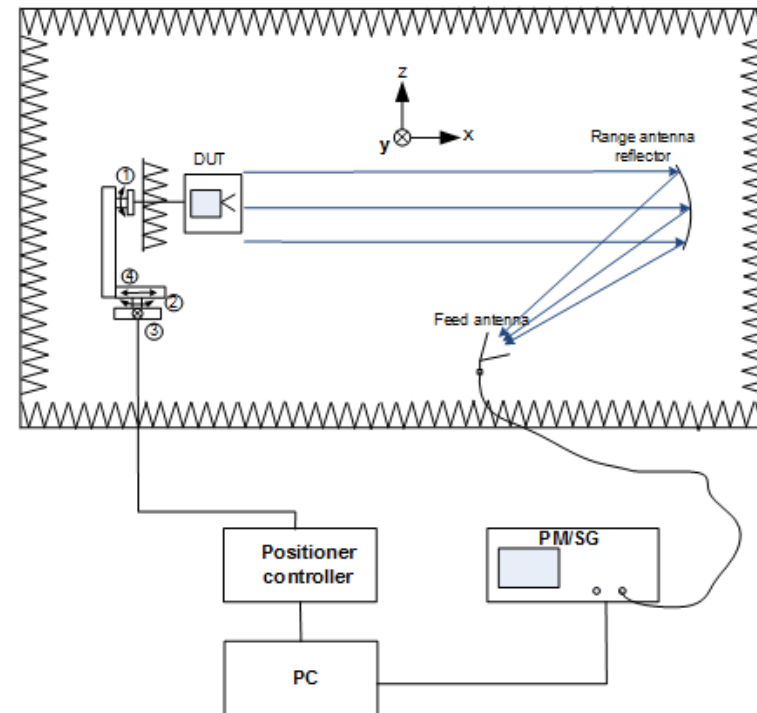 z
y
x
DUT
Range antenna
reflector
①
④
②
③
Feed antenna
Positioner
controller
PM/SG
PC